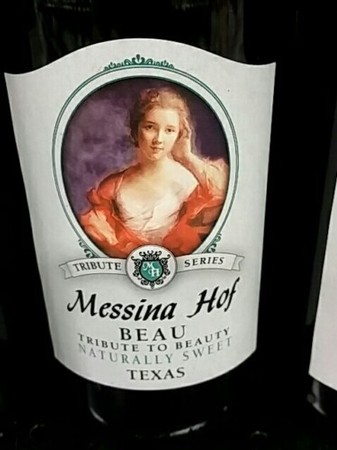 TRIBUTE SERIES
Messina Hof
BEAU
TRIBUTE TO BEAUTY
NATURALLY SWEET
TEXAS